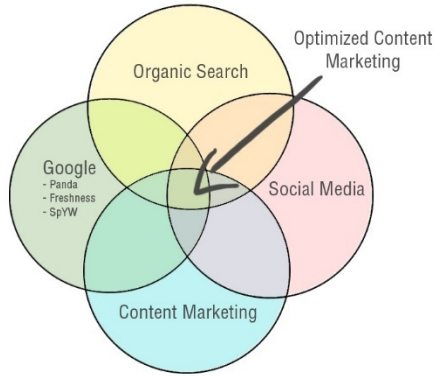 Optimized Content
Marketing
Organic Search
Google
- Panda
- Freshness
- SpYW
Social Media
Content Marketing